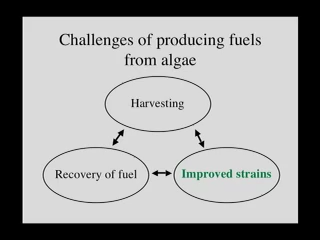 Challenges of producing fuels
from algae
Harvesting
Recovery of fuel
Improved strains